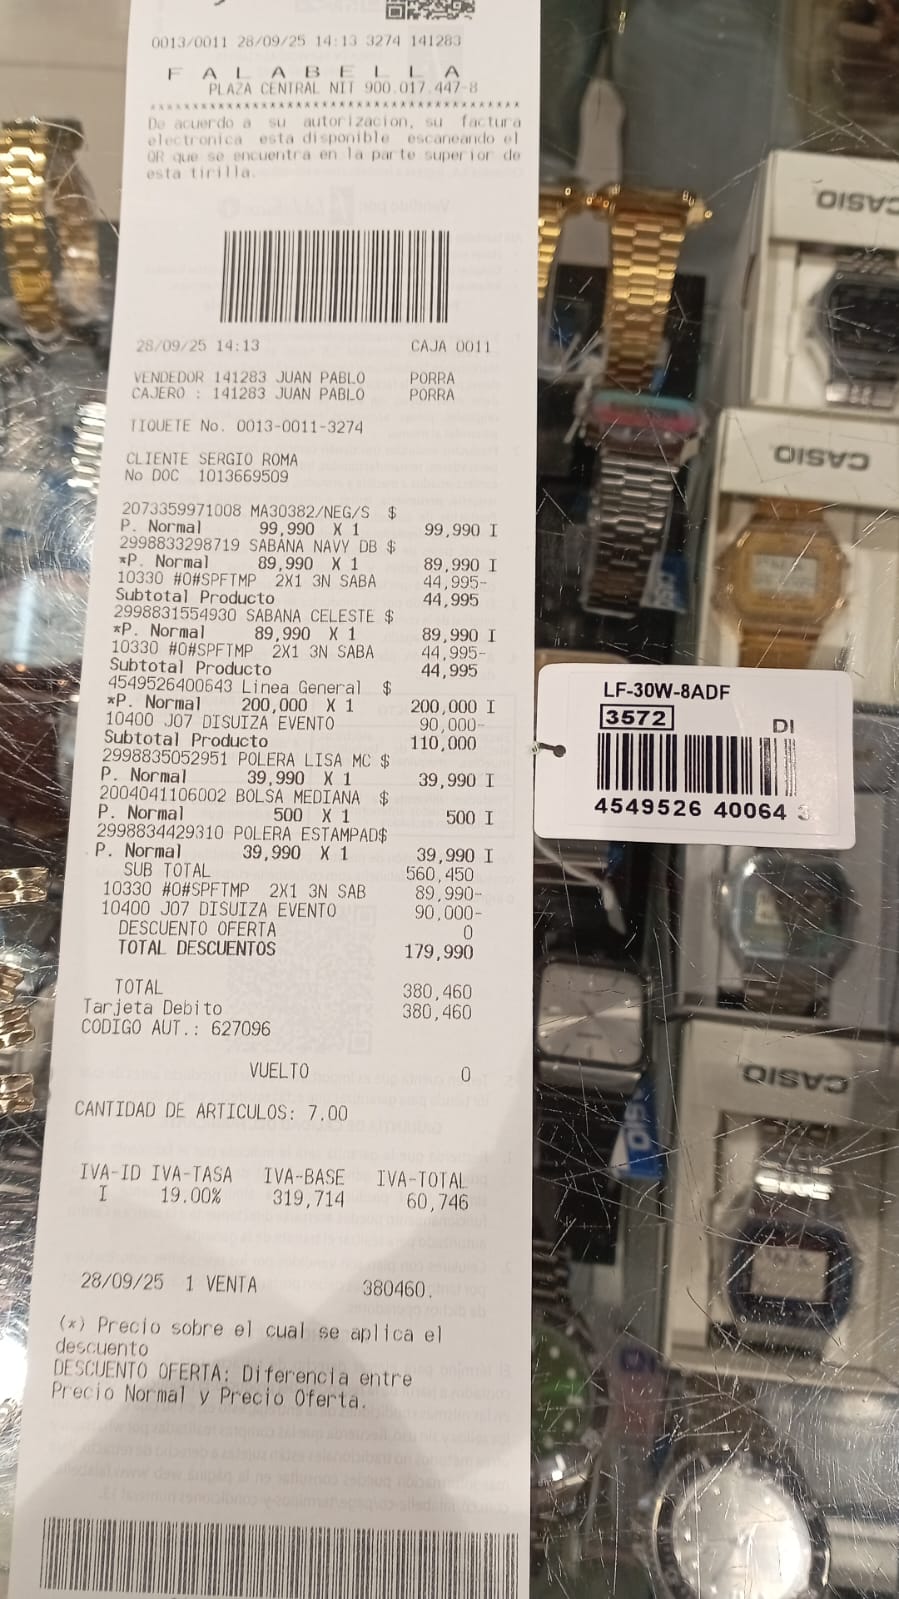 0013/0011 28/09/25 14:13 3274 141283
F A L A B E L L A
PLAZA CENTRAL NIT 900.017.447-8
De acuerdo a su autorizacion, su factura
electronica esta disponible escaneando el
QR que se encuentra en la parte superior de
esta tirilla.
28/09/25 14:13 CAJA 0011
VENDEDOR 141283 JUAN PABLO PORRA
CAJERO : 141283 JUAN PABLO PORRA
TIQUETE No. 0013-0011-3274
CLIENTE SERGIO ROMA
No DOC 1013669509
2073359971008 MA30382/NEG/S $
P. Normal 99,990 X 1 99,990 I
2998833298719 SABANA NAVY DB $
*P. Normal 89,990 X 1 89,990 I
10330 #O#SPFTMP 2X1 3N SABA 44,995-
Subtotal Producto 44,995
2998831554930 SABANA CELESTE $
*P. Normal 89,990 X 1 89,990 I
10330 #O#SPFTMP 2X1 3N SABA 44,995-
Subtotal Producto 44,995
4549526400643 Linea General $
*P. Normal 200,000 X 1 200,000 I
10400 J07 DISUIZA EVENTO 90,000-
Subtotal Producto 110,000
2998835052951 POLERA LISA MC $
P. Normal 39,990 X 1 39,990 I
2004041106002 BOLSA MEDIANA $
P. Normal 500 X 1 500 I
2998834429310 POLERA ESTAMPAD$
P. Normal 39,990 X 1 39,990 I
SUB TOTAL 560,450
10330 #O#SPFTMP 2X1 3N SAB 89,990-
10400 J07 DISUIZA EVENTO 90,000-
DESCUENTO OFERTA 0
TOTAL DESCUENTOS 179,990
TOTAL 380,460
Tarjeta Debito 380,460
CODIGO AUT.: 627096
VUELTO 0
CANTIDAD DE ARTICULOS: 7.00
IVA-ID IVA-TASA IVA-BASE IVA-TOTAL
I 19.00% 319,714 60,746
28/09/25 1 VENTA 380460.
(*) Precio sobre el cual se aplica el
descuento
DESCUENTO OFERTA: Diferencia entre
Precio Normal y Precio Oferta.
LF-30W-8ADF
3572
DI
4549526 40064 3
CASIO
CASIO
CASIO